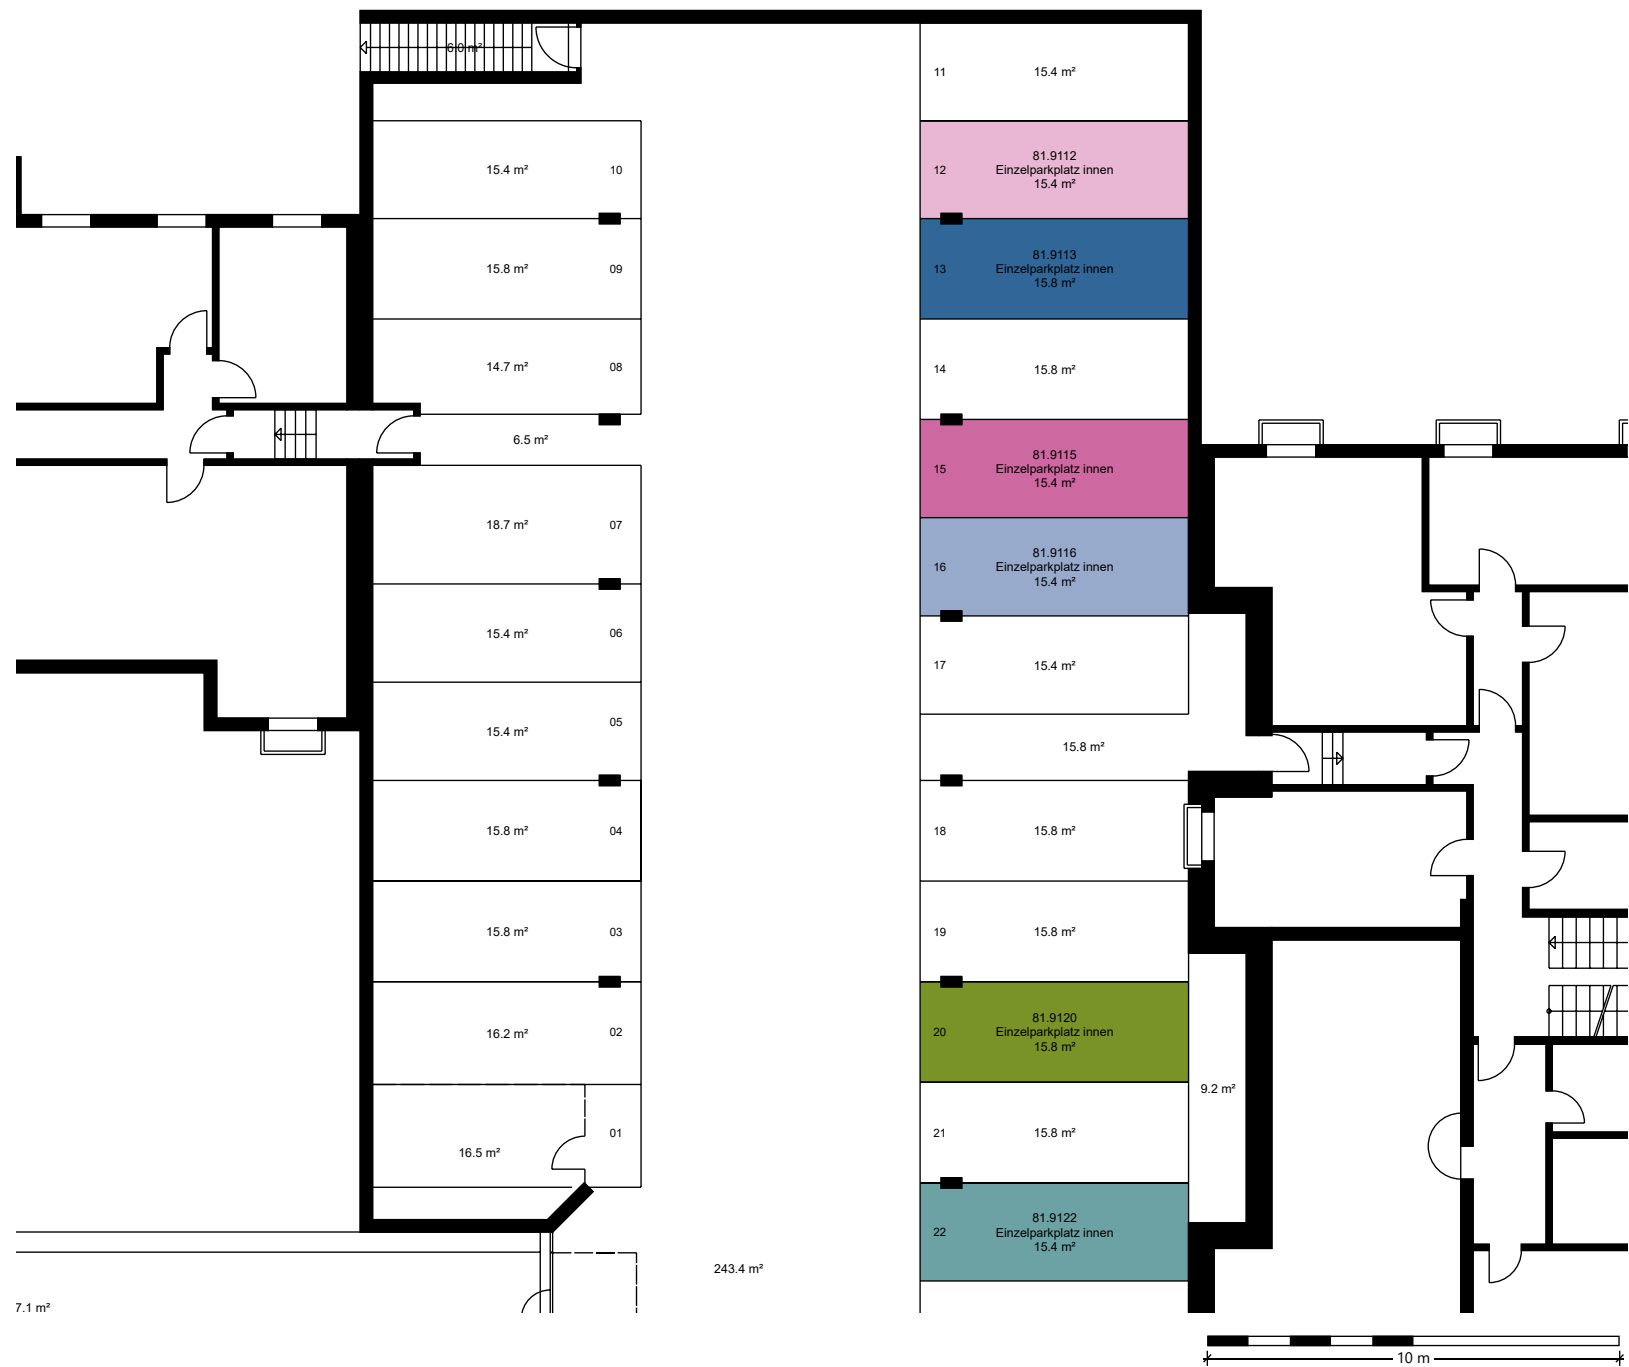 6.0 m²
11 15.4 m²
15.4 m² 10
12
81.9112
Einzelparkplatz innen
15.4 m²
15.8 m² 09
13
81.9113
Einzelparkplatz innen
15.8 m²
14.7 m² 08
14 15.8 m²
6.5 m²
15
81.9115
Einzelparkplatz innen
15.4 m²
18.7 m² 07
16
81.9116
Einzelparkplatz innen
15.4 m²
15.4 m² 06
17 15.4 m²
15.4 m² 05
15.8 m²
15.8 m² 04
18 15.8 m²
15.8 m² 03
19 15.8 m²
16.2 m² 02
20
81.9120
Einzelparkplatz innen
15.8 m²
9.2 m²
16.5 m² 01
21 15.8 m²
22
81.9122
Einzelparkplatz innen
15.4 m²
243.4 m²
7.1 m²
10 m